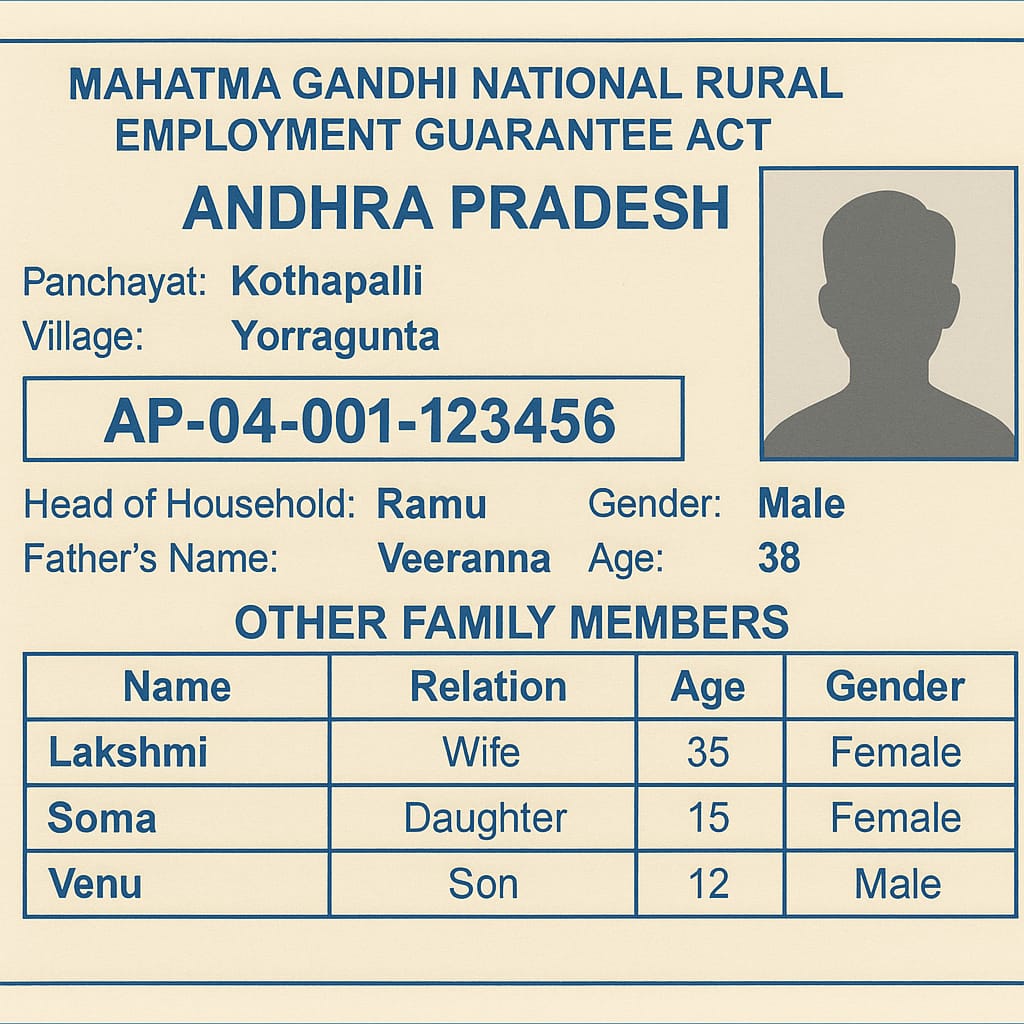 MAHATMA GANDHI NATIONAL RURAL
EMPLOYMENT GUARANTEE ACT
ANDHRA PRADESH
Panchayat: Kothapalli
Village: Yorragunta
AP-04-001-123456
Head of Household: Ramu Gender: Male
Father's Name: Veeranna Age: 38
OTHER FAMILY MEMBERS
Name Relation Age Gender
Lakshmi Wife 35 Female
Soma Daughter 15 Female
Venu Son 12 Male